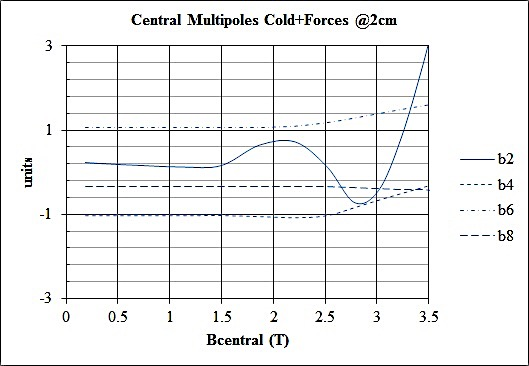 Central Multipoles Cold+Forces @2cm
3
1
-1
-3
units
0 0.5 1 1.5 2 2.5 3 3.5
Bcentral (T)
b2
b4
b6
b8